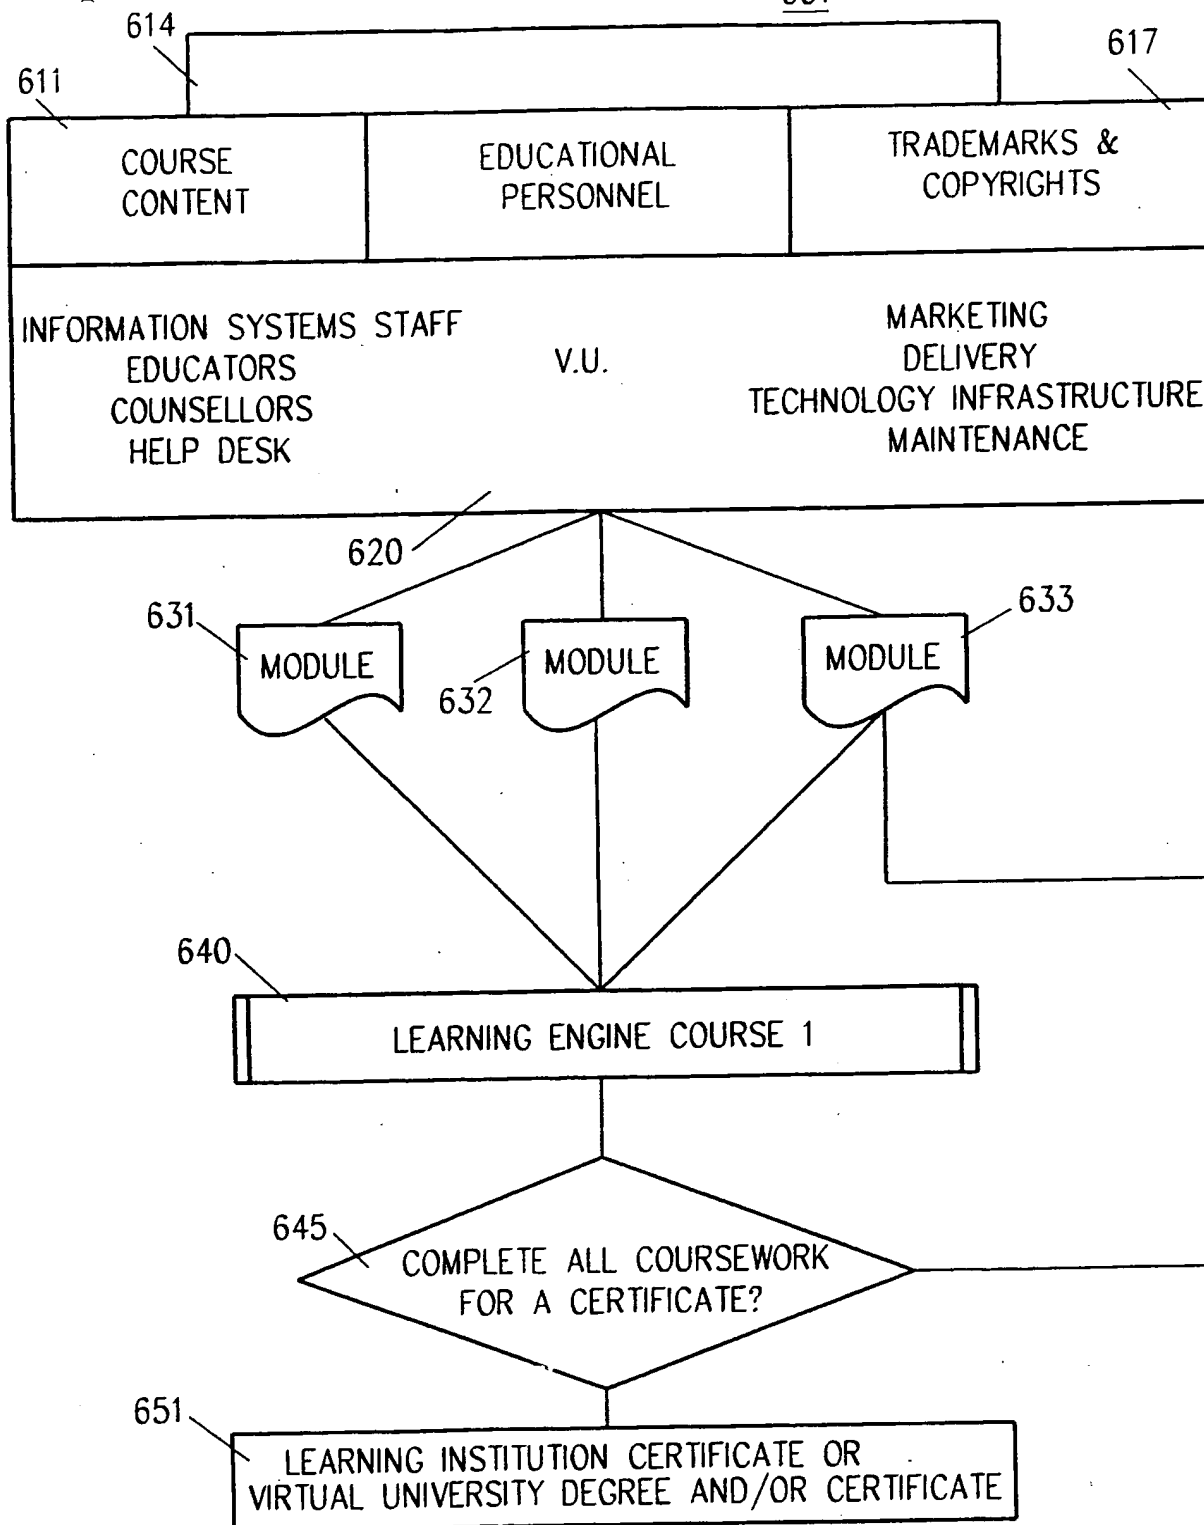 614
617
611
COURSE
CONTENT
EDUCATIONAL
PERSONNEL
TRADEMARKS &
COPYRIGHTS
INFORMATION SYSTEMS STAFF
EDUCATORS
COUNSELLORS
HELP DESK
V.U.
MARKETING
DELIVERY
TECHNOLOGY INFRASTRUCTURE
MAINTENANCE
620
631
MODULE
632
MODULE
633
MODULE
640
LEARNING ENGINE COURSE 1
645
COMPLETE ALL COURSEWORK
FOR A CERTIFICATE?
651
LEARNING INSTITUTION CERTIFICATE OR
VIRTUAL UNIVERSITY DEGREE AND/OR CERTIFICATE